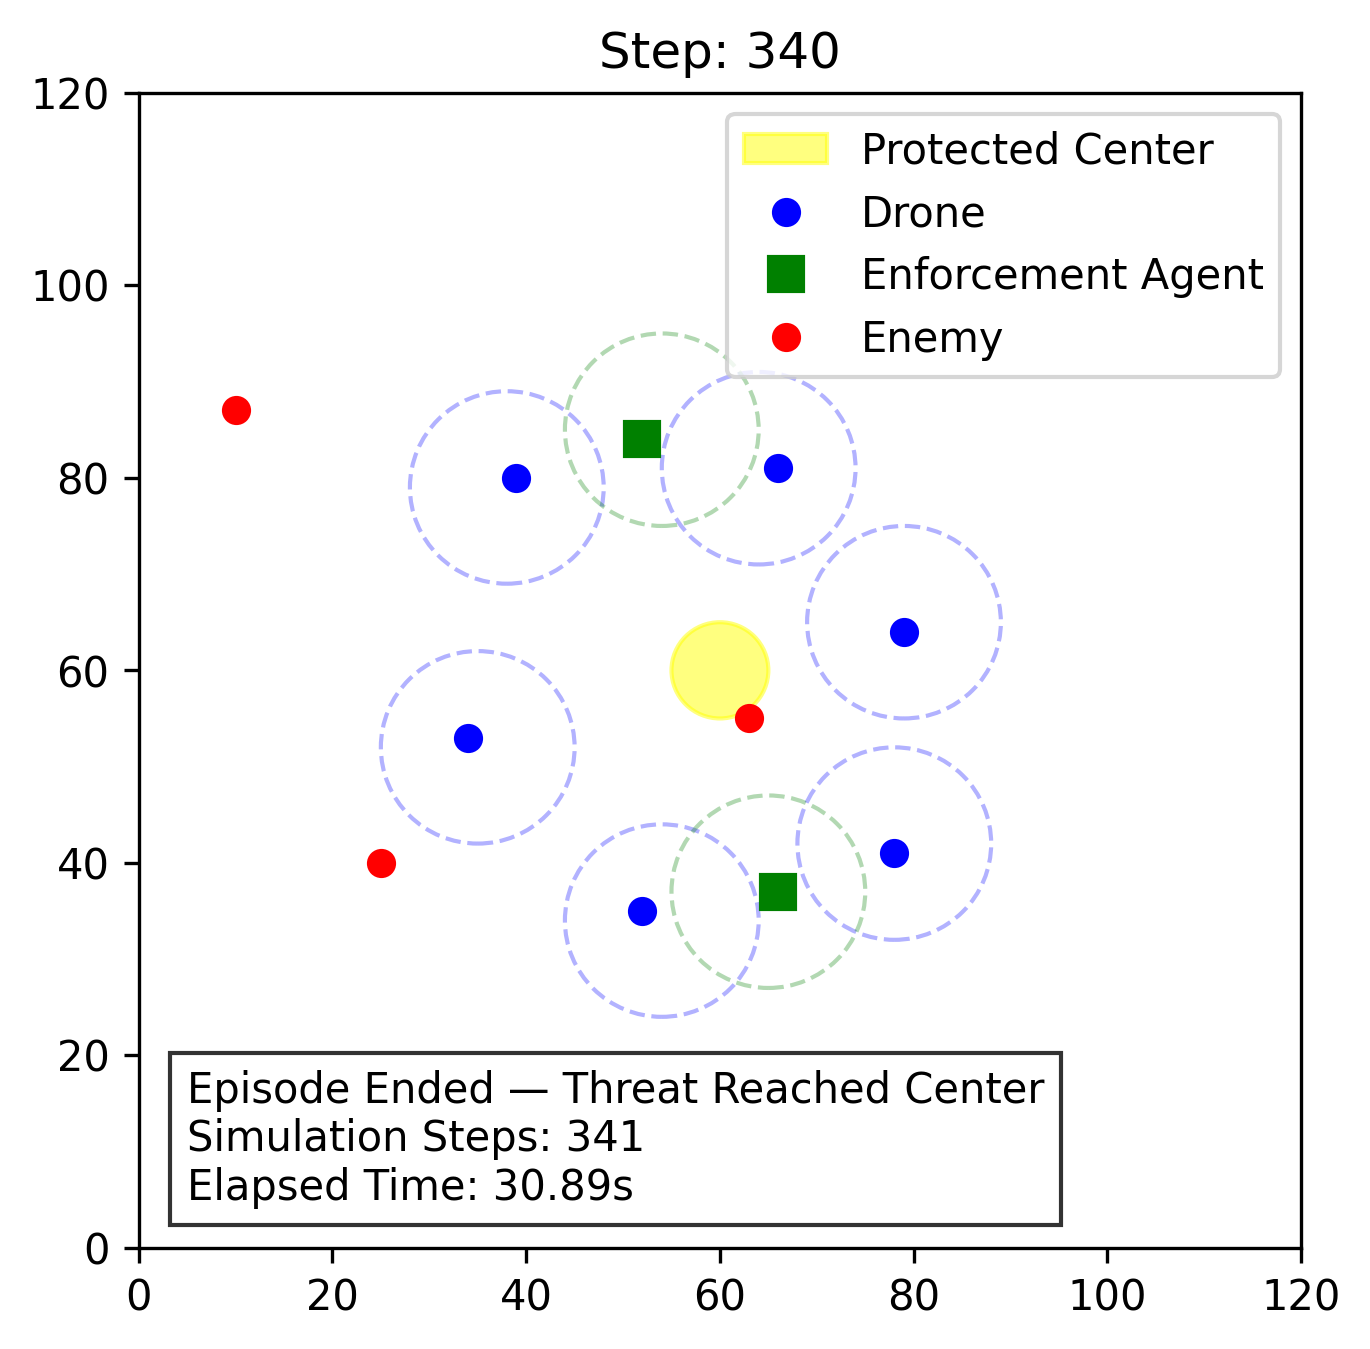 Step: 340
120
100
80
60
40
20
0
0 20 40 60 80 100 120
Protected Center
Drone
Enforcement Agent
Enemy
Episode Ended — Threat Reached Center
Simulation Steps: 341
Elapsed Time: 30.89s